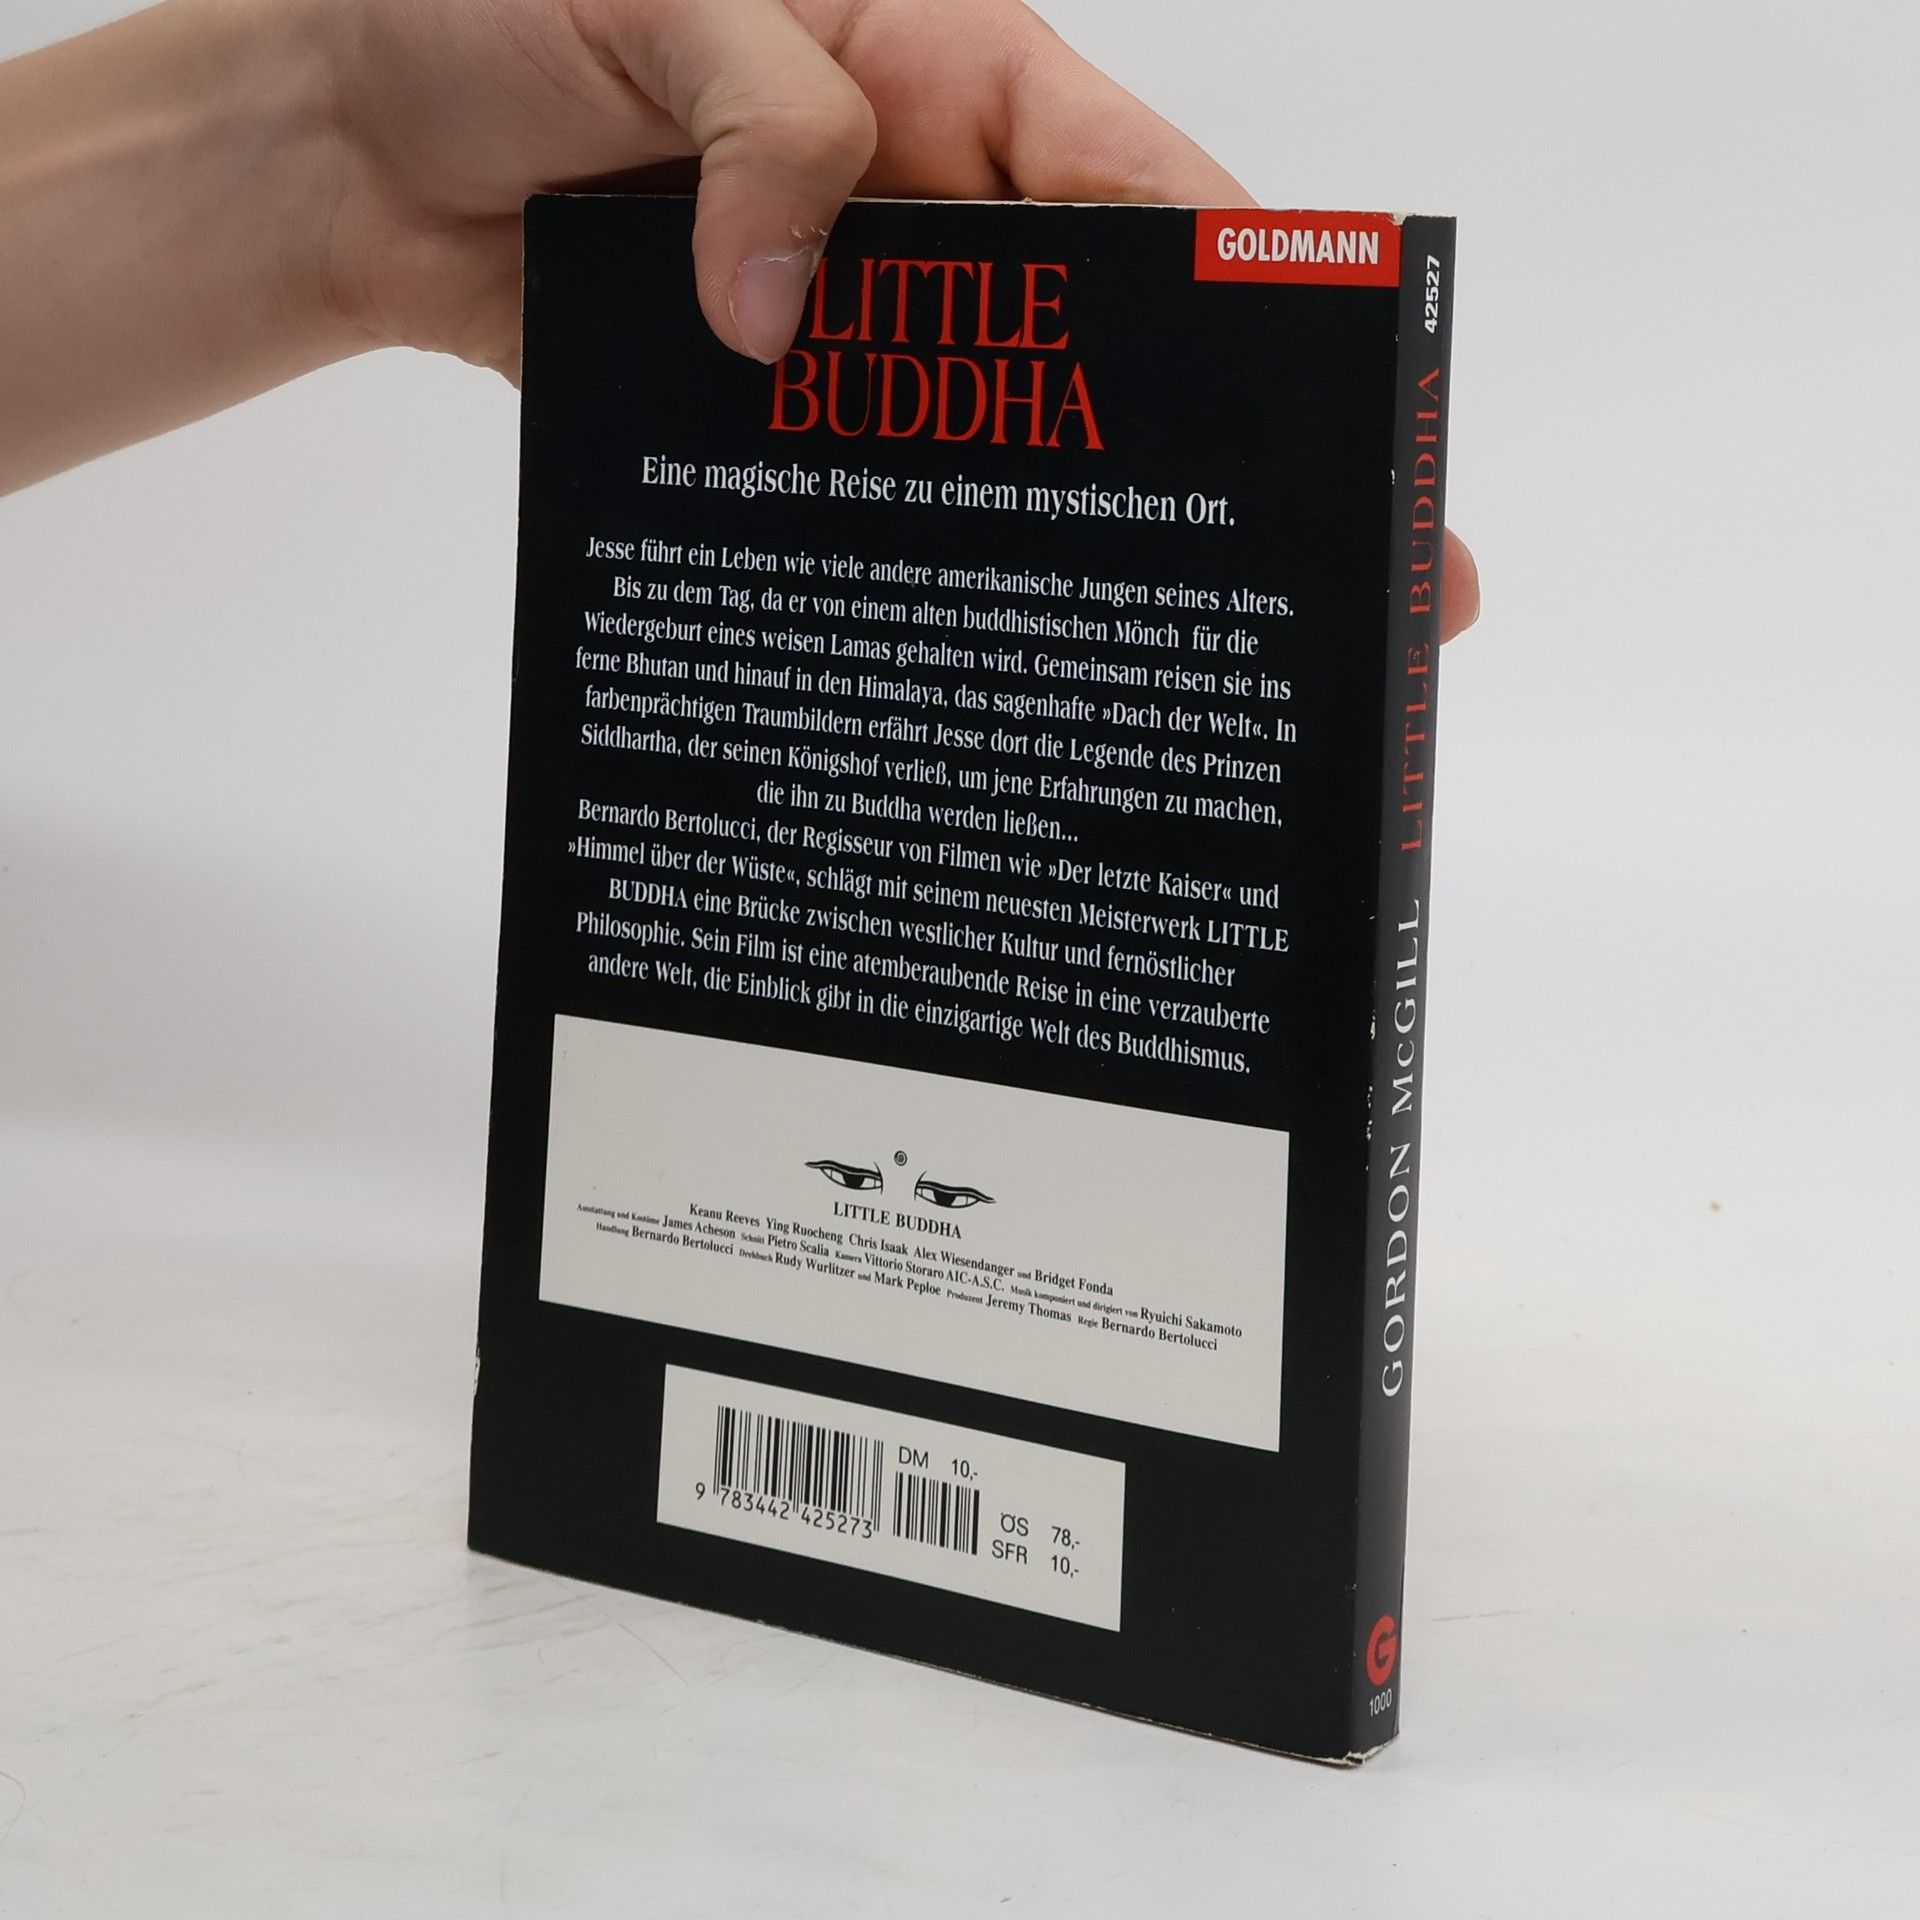 GOLDMANN
LITTLE
BUDDHA
Eine magische Reise zu einem mystischen Ort.
Jesse führt ein Leben wie viele andere amerikanische Jungen seines Alters.
Bis zu dem Tag, da er von einem alten buddhistischen Mönch für die
Wiedergeburt eines weisen Lamas gehalten wird. Gemeinsam reisen sie ins
ferne Bhutan und hinauf in den Himalaya, das sagenhafte »Dach der Welt«. In
farbenprächtigen Traumbildern erfährt Jesse dort die Legende des Prinzen
Siddhartha, der seinen Königshof verließ, um jene Erfahrungen zu machen,
die ihn zu Buddha werden ließen...
Bernardo Bertolucci, der Regisseur von Filmen wie »Der letzte Kaiser« und
»Himmel über der Wüste«, schlägt mit seinem neuesten Meisterwerk LITTLE
BUDDHA eine Brücke zwischen westlicher Kultur und fernöstlicher
Philosophie. Sein Film ist eine atemberaubende Reise in eine verzauberte
andere Welt, die Einblick gibt in die einzigartige Welt des Buddhismus.
LITTLE BUDDHA
Keanu Reeves Ying Ruocheng Chris Isaak Alex Wiesendanger und Bridget Fonda
Ausstattung und Kostüme James Acheson Schnitt Pietro Scalia Kamera Vittorio Storaro AIC-A.S.C. Musik komponiert und dirigiert von Ryuichi Sakamoto
Handlung Bernardo Bertolucci Drehbuch Rudy Wurlitzer und Mark Peploe Produzent Jeremy Thomas Regie Bernardo Bertolucci
DM 10,-
9 783442 425273
ÖS 78,-
SFR 10,-
GORDON McGILL LITTLE BUDDHA 42527
G
1000